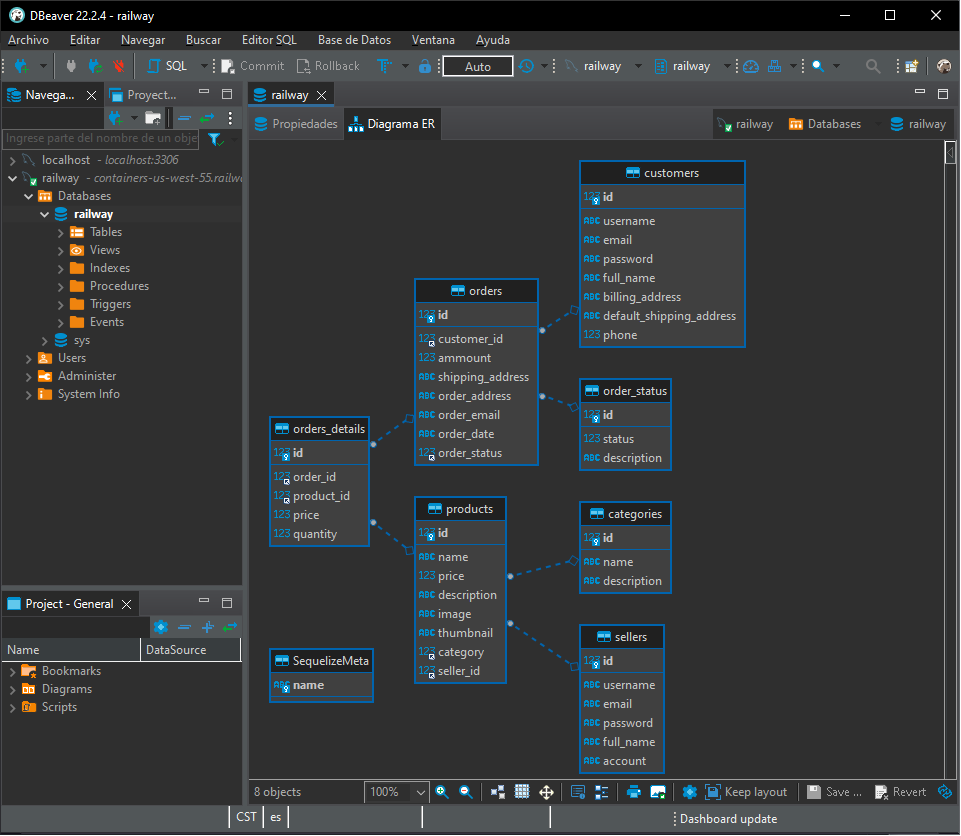 DBeaver 22.2.4 - railway
Archivo Editar Navegar Buscar Editor SQL Base de Datos Ventana Ayuda
SQL Commit Rollback Auto railway railway
Navega... Proyect...
railway
Propiedades Diagrama ER railway Databases railway
Ingrese parte del nombre de un obje
localhost - localhost:3306
railway - containers-us-west-55.railwa
Databases
railway
Tables
Views
Indexes
Procedures
Triggers
Events
sys
Users
Administer
System Info
Project - General
Name DataSource
Bookmarks
Diagrams
Scripts
customers
123 id
ABC username
ABC email
ABC password
ABC full_name
ABC billing_address
ABC default_shipping_address
123 phone
orders
123 id
123 customer_id
123 ammount
ABC shipping_address
ABC order_address
ABC order_email
ABC order_date
123 order_status
order_status
123 id
123 status
ABC description
orders_details
123 id
123 order_id
123 product_id
123 price
123 quantity
products
123 id
ABC name
123 price
ABC description
ABC image
ABC thumbnail
123 category
123 seller_id
categories
123 id
ABC name
ABC description
SequelizeMeta
ABC name
sellers
123 id
ABC username
ABC email
ABC password
ABC full_name
ABC account
8 objects 100% Keep layout Save ... Revert
CST es Dashboard update